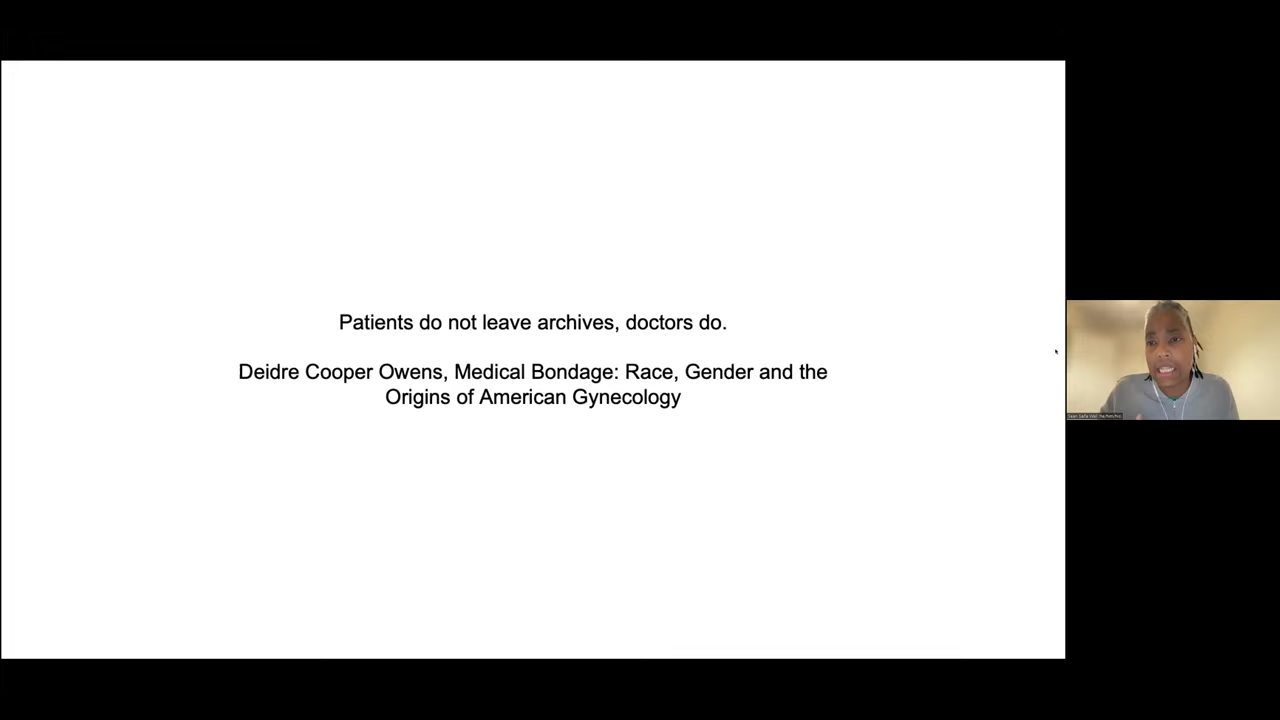 Patients do not leave archives, doctors do.
Deidre Cooper Owens, Medical Bondage: Race, Gender and the
Origins of American Gynecology